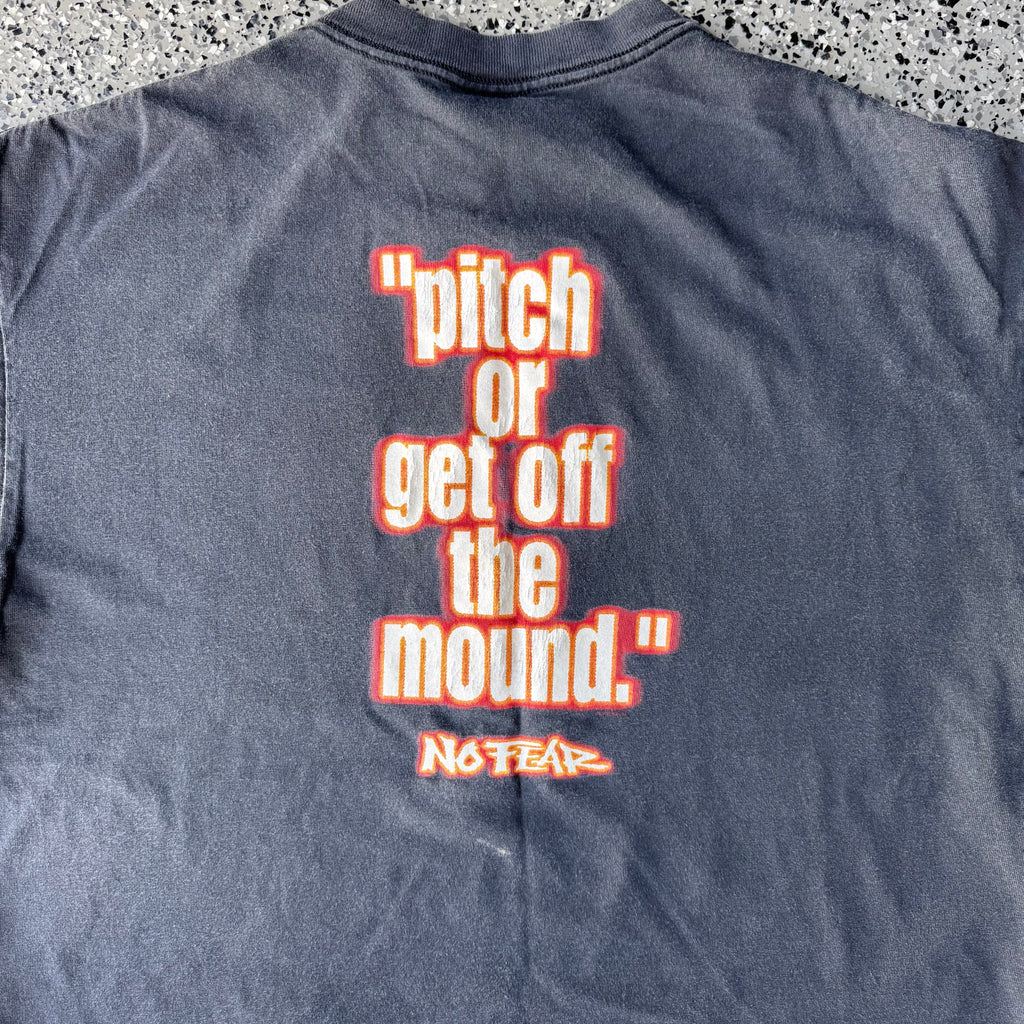 "pitch
or
get off
the
mound."
NO FEAR